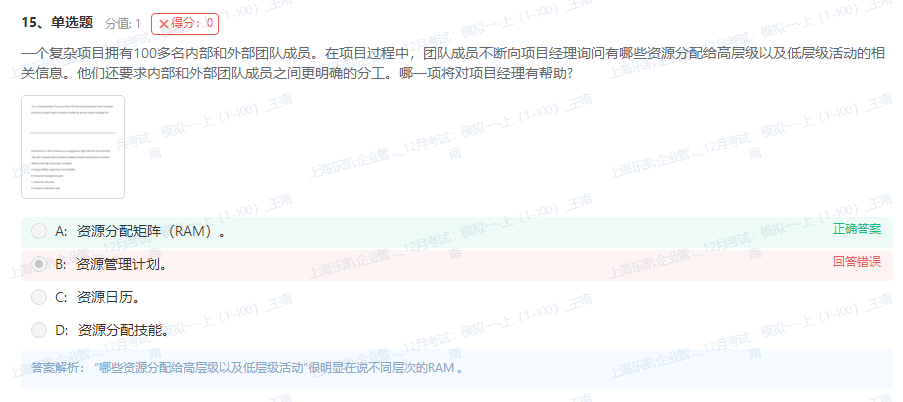 15、单选题 分值: 1 得分：0
一个复杂项目拥有100多名内部和外部团队成员。在项目过程中，团队成员不断向项目经理询问有哪些资源分配给高层级以及低层级活动的相
关信息。他们还要求内部和外部团队成员之间更明确的分工。哪一项将对项目经理有帮助?
A: 资源分配矩阵（RAM）。 正确答案
B: 资源管理计划。 回答错误
C: 资源日历。
D: 资源分配技能。
答案解析： “哪些资源分配给高层级以及低层级活动”很明显在说不同层次的RAM 。
上海乐凯企业管... 12月考试：模拟一.上（1-100）.王南